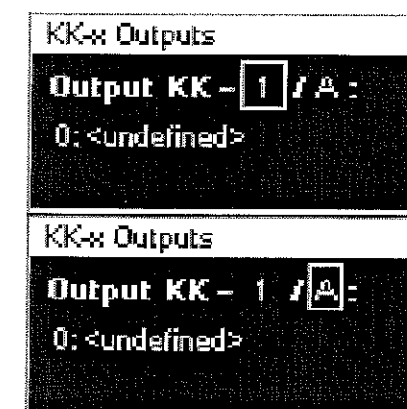 KK-x Outputs
Output KK - 1 / A :
0: <undefined>
KK-x Outputs
Output KK - 1 / A :
0: <undefined>